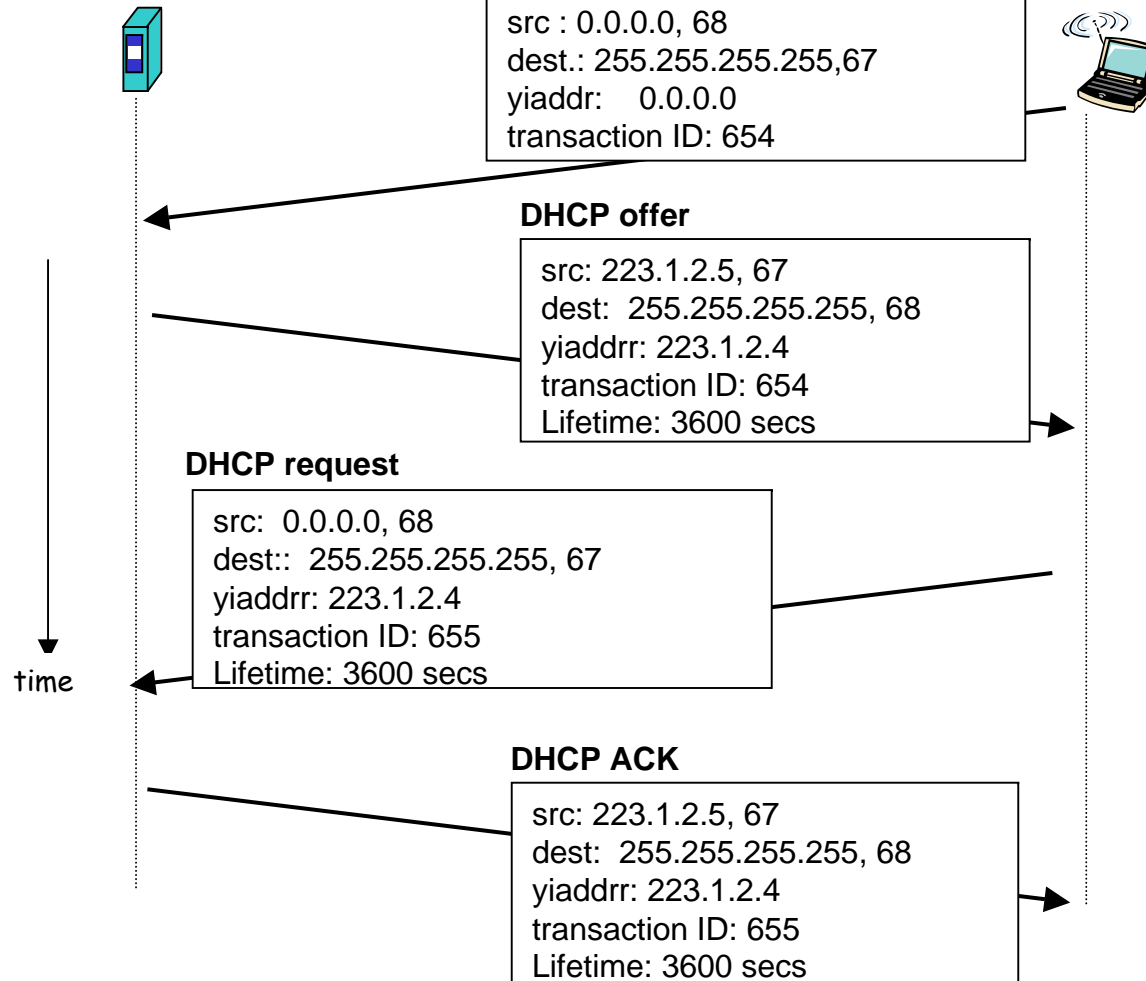 src : 0.0.0.0, 68
dest.: 255.255.255.255,67
yiaddr: 0.0.0.0
transaction ID: 654
DHCP offer
src: 223.1.2.5, 67
dest: 255.255.255.255, 68
yiaddrr: 223.1.2.4
transaction ID: 654
Lifetime: 3600 secs
DHCP request
src: 0.0.0.0, 68
dest:: 255.255.255.255, 67
yiaddrr: 223.1.2.4
transaction ID: 655
Lifetime: 3600 secs
time
DHCP ACK
src: 223.1.2.5, 67
dest: 255.255.255.255, 68
yiaddrr: 223.1.2.4
transaction ID: 655
Lifetime: 3600 secs